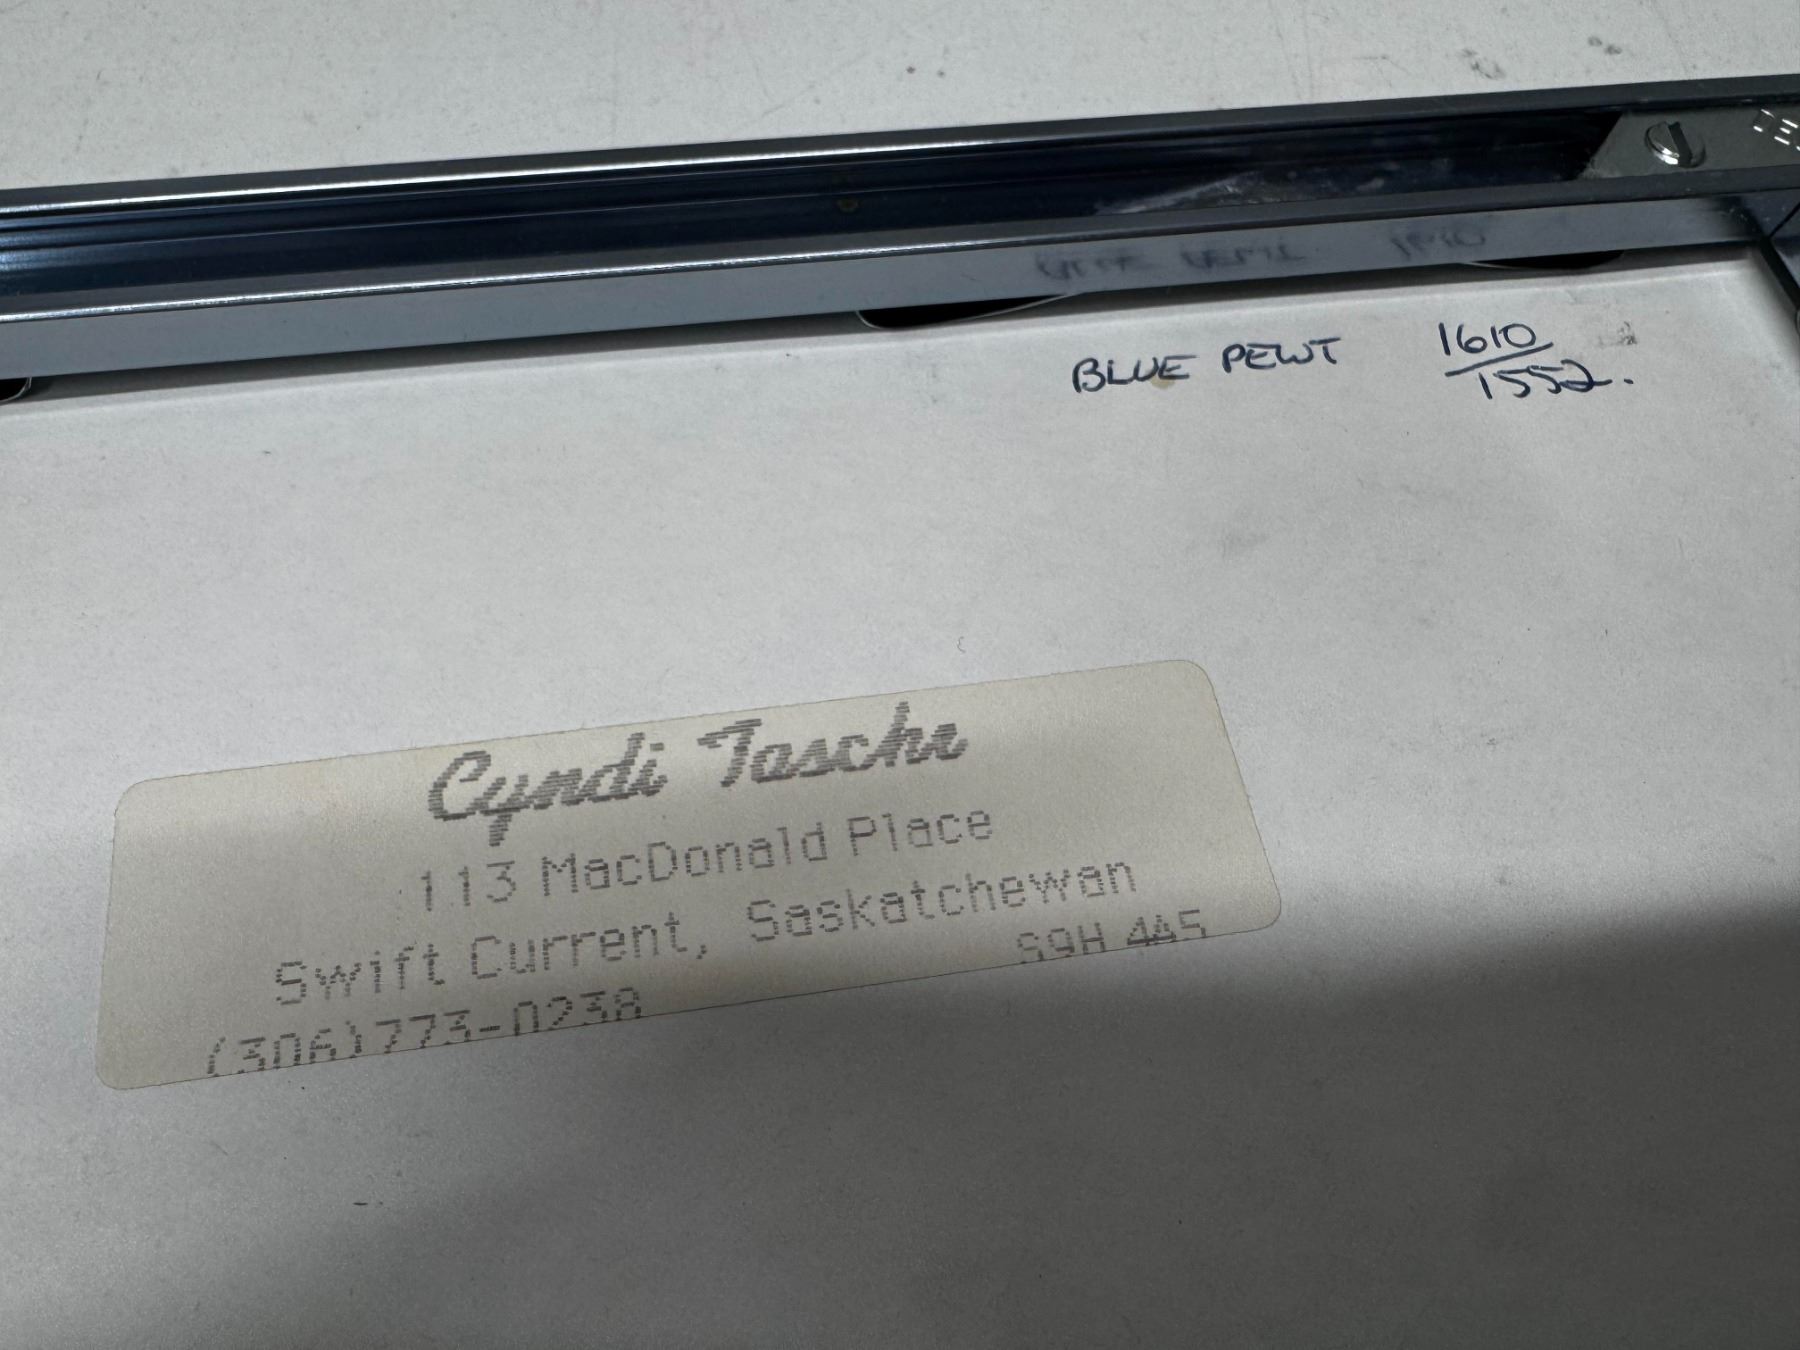 BLUE PEWT 1610
1552.
Cyndi Tasche
113 MacDonald Place
Swift Current, Saskatchewan
S9H 4A5
(306)773-0238